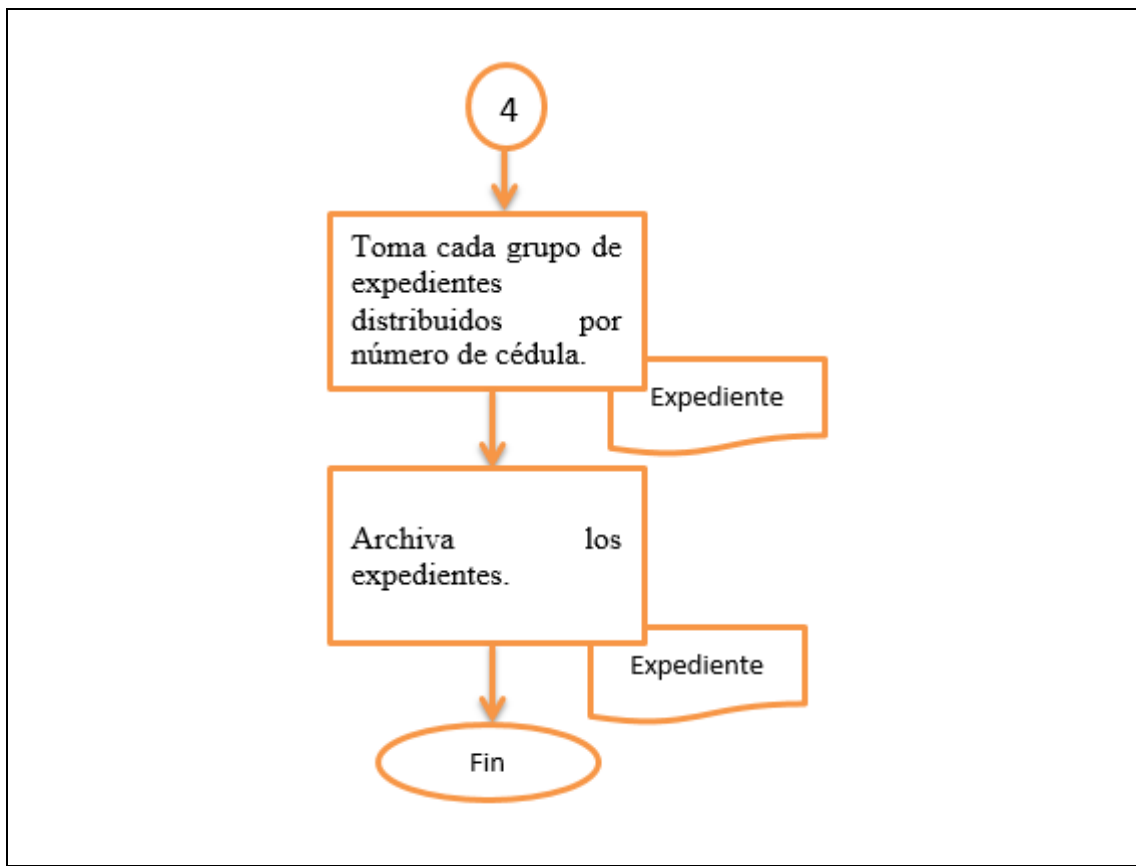 4
Toma cada grupo de
expedientes
distribuidos por
número de cédula.
Expediente
Archiva los
expedientes.
Expediente
Fin